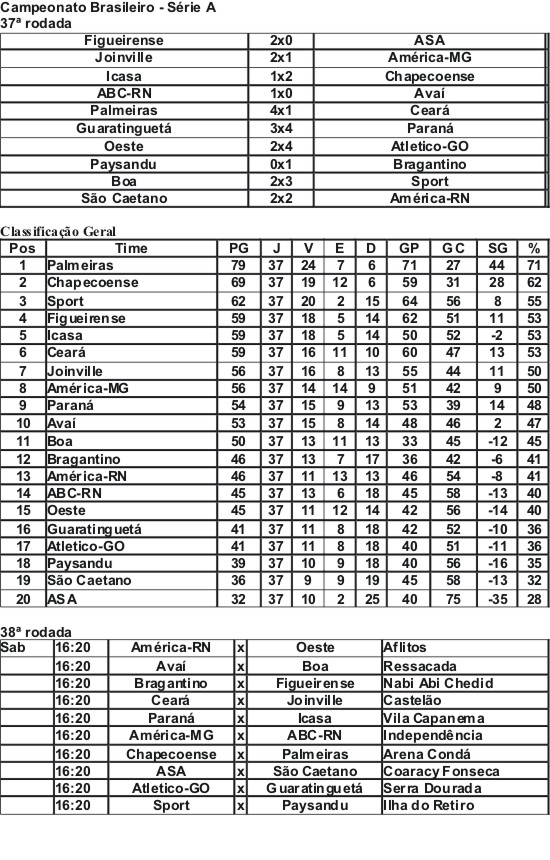 Campeonato Brasileiro - Série A
37ª rodada
Figueirense 2x0 ASA
Joinville 2x1 América-MG
Icasa 1x2 Chapecoense
ABC-RN 1x0 Avaí
Palmeiras 4x1 Ceará
Guaratinguetá 3x4 Paraná
Oeste 2x4 Atletico-GO
Paysandu 0x1 Bragantino
Boa 2x3 Sport
São Caetano 2x2 América-RN
Classificação Geral
Pos Time PG J V E D GP GC SG %
1 Palmeiras 79 37 24 7 6 71 27 44 71
2 Chapecoense 69 37 19 12 6 59 31 28 62
3 Sport 62 37 20 2 15 64 56 8 55
4 Figueirense 59 37 18 5 14 62 51 11 53
5 Icasa 59 37 18 5 14 50 52 -2 53
6 Ceará 59 37 16 11 10 60 47 13 53
7 Joinville 56 37 16 8 13 55 44 11 50
8 América-MG 56 37 14 14 9 51 42 9 50
9 Paraná 54 37 15 9 13 53 39 14 48
10 Avaí 53 37 15 8 14 48 46 2 47
11 Boa 50 37 13 11 13 33 45 -12 45
12 Bragantino 46 37 13 7 17 36 42 -6 41
13 América-RN 46 37 11 13 13 46 54 -8 41
14 ABC-RN 45 37 13 6 18 45 58 -13 40
15 Oeste 45 37 11 12 14 42 56 -14 40
16 Guaratinguetá 41 37 11 8 18 42 52 -10 36
17 Atletico-GO 41 37 11 8 18 40 51 -11 36
18 Paysandu 39 37 10 9 18 40 56 -16 35
19 São Caetano 36 37 9 9 19 45 58 -13 32
20 ASA 32 37 10 2 25 40 75 -35 28
38ª rodada
Sab 16:20 América-RN x Oeste Aflitos
16:20 Avaí x Boa Ressacada
16:20 Bragantino x Figueirense Nabi Abi Chedid
16:20 Ceará x Joinville Castelão
16:20 Paraná x Icasa Vila Capanema
16:20 América-MG x ABC-RN Independência
16:20 Chapecoense x Palmeiras Arena Condá
16:20 ASA x São Caetano Coaracy Fonseca
16:20 Atletico-GO x Guaratinguetá Serra Dourada
16:20 Sport x Paysandu Ilha do Retiro